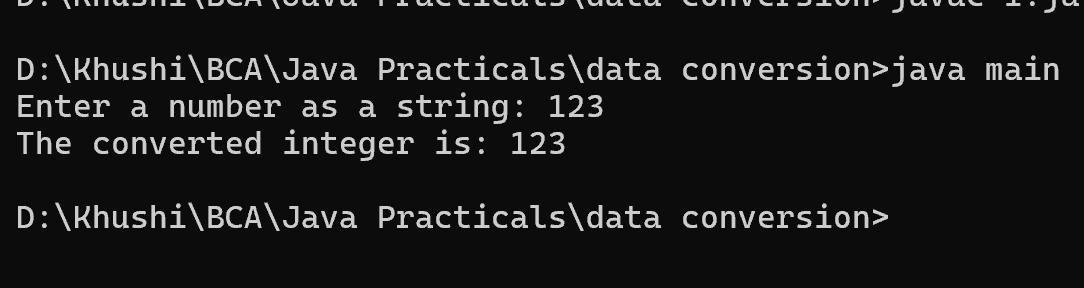 D:\Khushi\BCA\Java Practicals\data conversion>java main
Enter a number as a string: 123
The converted integer is: 123
D:\Khushi\BCA\Java Practicals\data conversion>